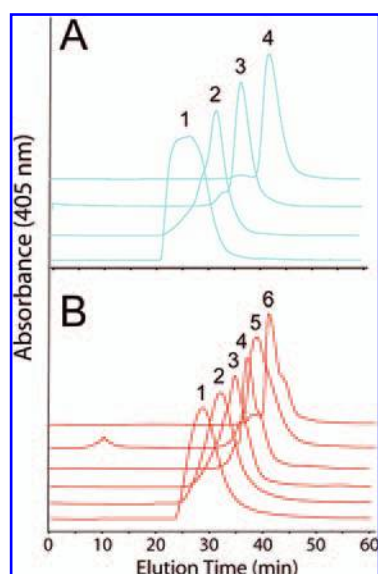 A
1 2 3 4
Absorbance (405 nm)
B
1 2 3 4 5 6
0 10 20 30 40 50 60
Elution Time (min)